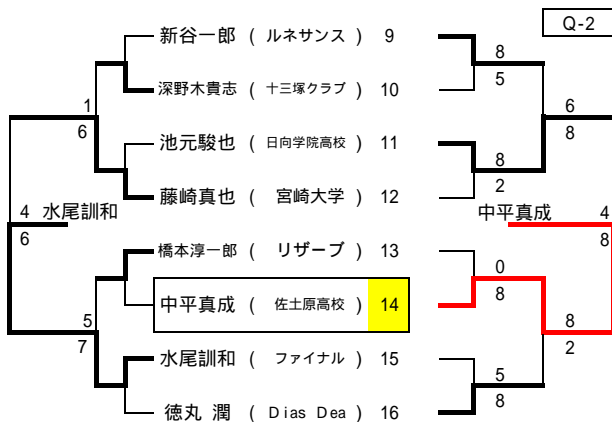 Q-2
新谷一郎 ( ルネサンス ) 9 8
深野木貴志 ( 十三塚クラブ ) 10 5
1 6
6 8
池元駿也 ( 日向学院高校 ) 11 8
藤崎真也 ( 宮崎大学 ) 12 2
4 水尾訓和 中平真成 4
6 8
橋本淳一郎 ( リザーブ ) 13 0
中平真成 ( 佐土原高校 ) 14 8
5 8
7 2
水尾訓和 ( ファイナル ) 15 5
徳丸 潤 ( Dias Dea ) 16 8